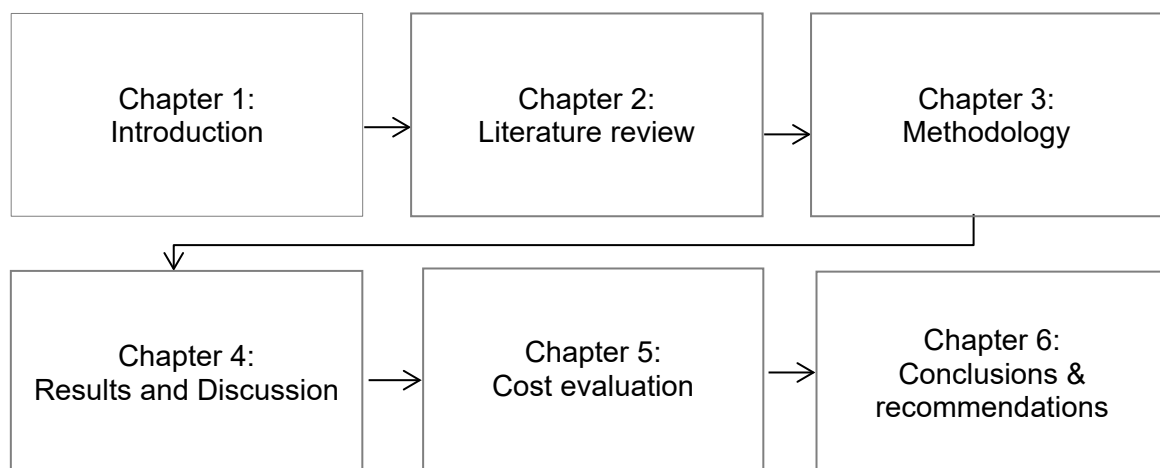 Chapter 1:
Introduction
Chapter 2:
Literature review
Chapter 3:
Methodology
Chapter 4:
Results and Discussion
Chapter 5:
Cost evaluation
Chapter 6:
Conclusions &
recommendations